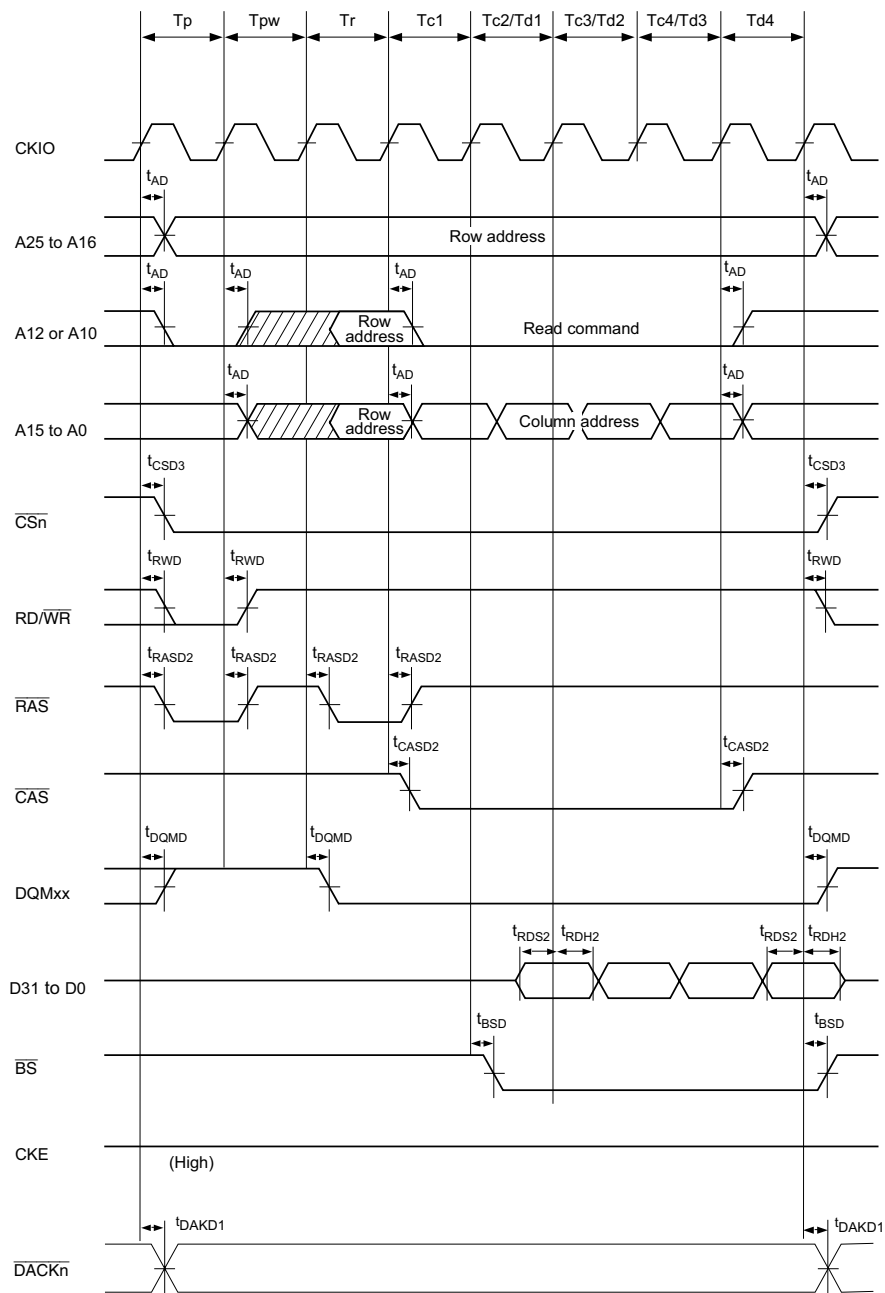 Tp Tpw Tr Tc1 Tc2/Td1 Tc3/Td2 Tc4/Td3 Td4
CKIO
tAD tAD
A25 to A16 Row address
tAD tAD tAD tAD
A12 or A10 Row address Read command
tAD tAD tAD
A15 to A0 Row address Column address
tCSD3 tCSD3
CSn
tRWD tRWD tRWD
RD/WR
tRASD2 tRASD2 tRASD2 tRASD2
RAS
tCASD2 tCASD2
CAS
tDQMD tDQMD tDQMD
DQMxx
tRDS2 tRDH2 tRDS2 tRDH2
D31 to D0
tBSD tBSD
BS
CKE
(High)
tDAKD1 tDAKD1
DACKn